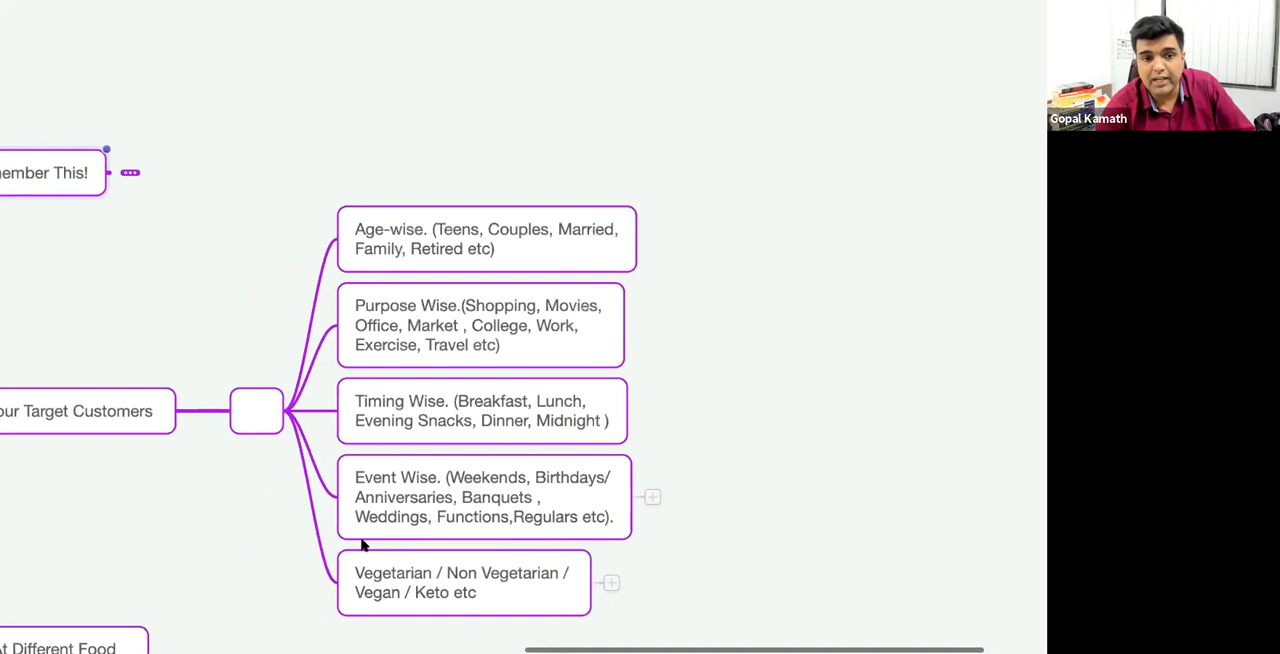 Gopal Kamath
ember This!
Age-wise. (Teens, Couples, Married,
Family, Retired etc)
Purpose Wise.(Shopping, Movies,
Office, Market , College, Work,
Exercise, Travel etc)
our Target Customers
Timing Wise. (Breakfast, Lunch,
Evening Snacks, Dinner, Midnight )
Event Wise. (Weekends, Birthdays/
Anniversaries, Banquets ,
Weddings, Functions,Regulars etc).
Vegetarian / Non Vegetarian /
Vegan / Keto etc
At Different Food